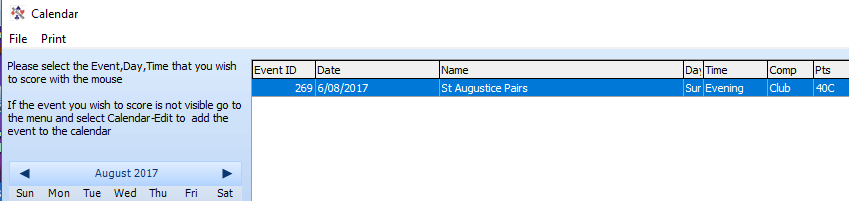 Calendar
File Print
Please select the Event,Day,Time that you wish
to score with the mouse
If the event you wish to score is not visible go to
the menu and select Calendar-Edit to add the
event to the calendar
August 2017
Sun Mon Tue Wed Thu Fri Sat
Event ID Date Name Day Time Comp Pts
269 6/08/2017 St Augustice Pairs Sun Evening Club 40C